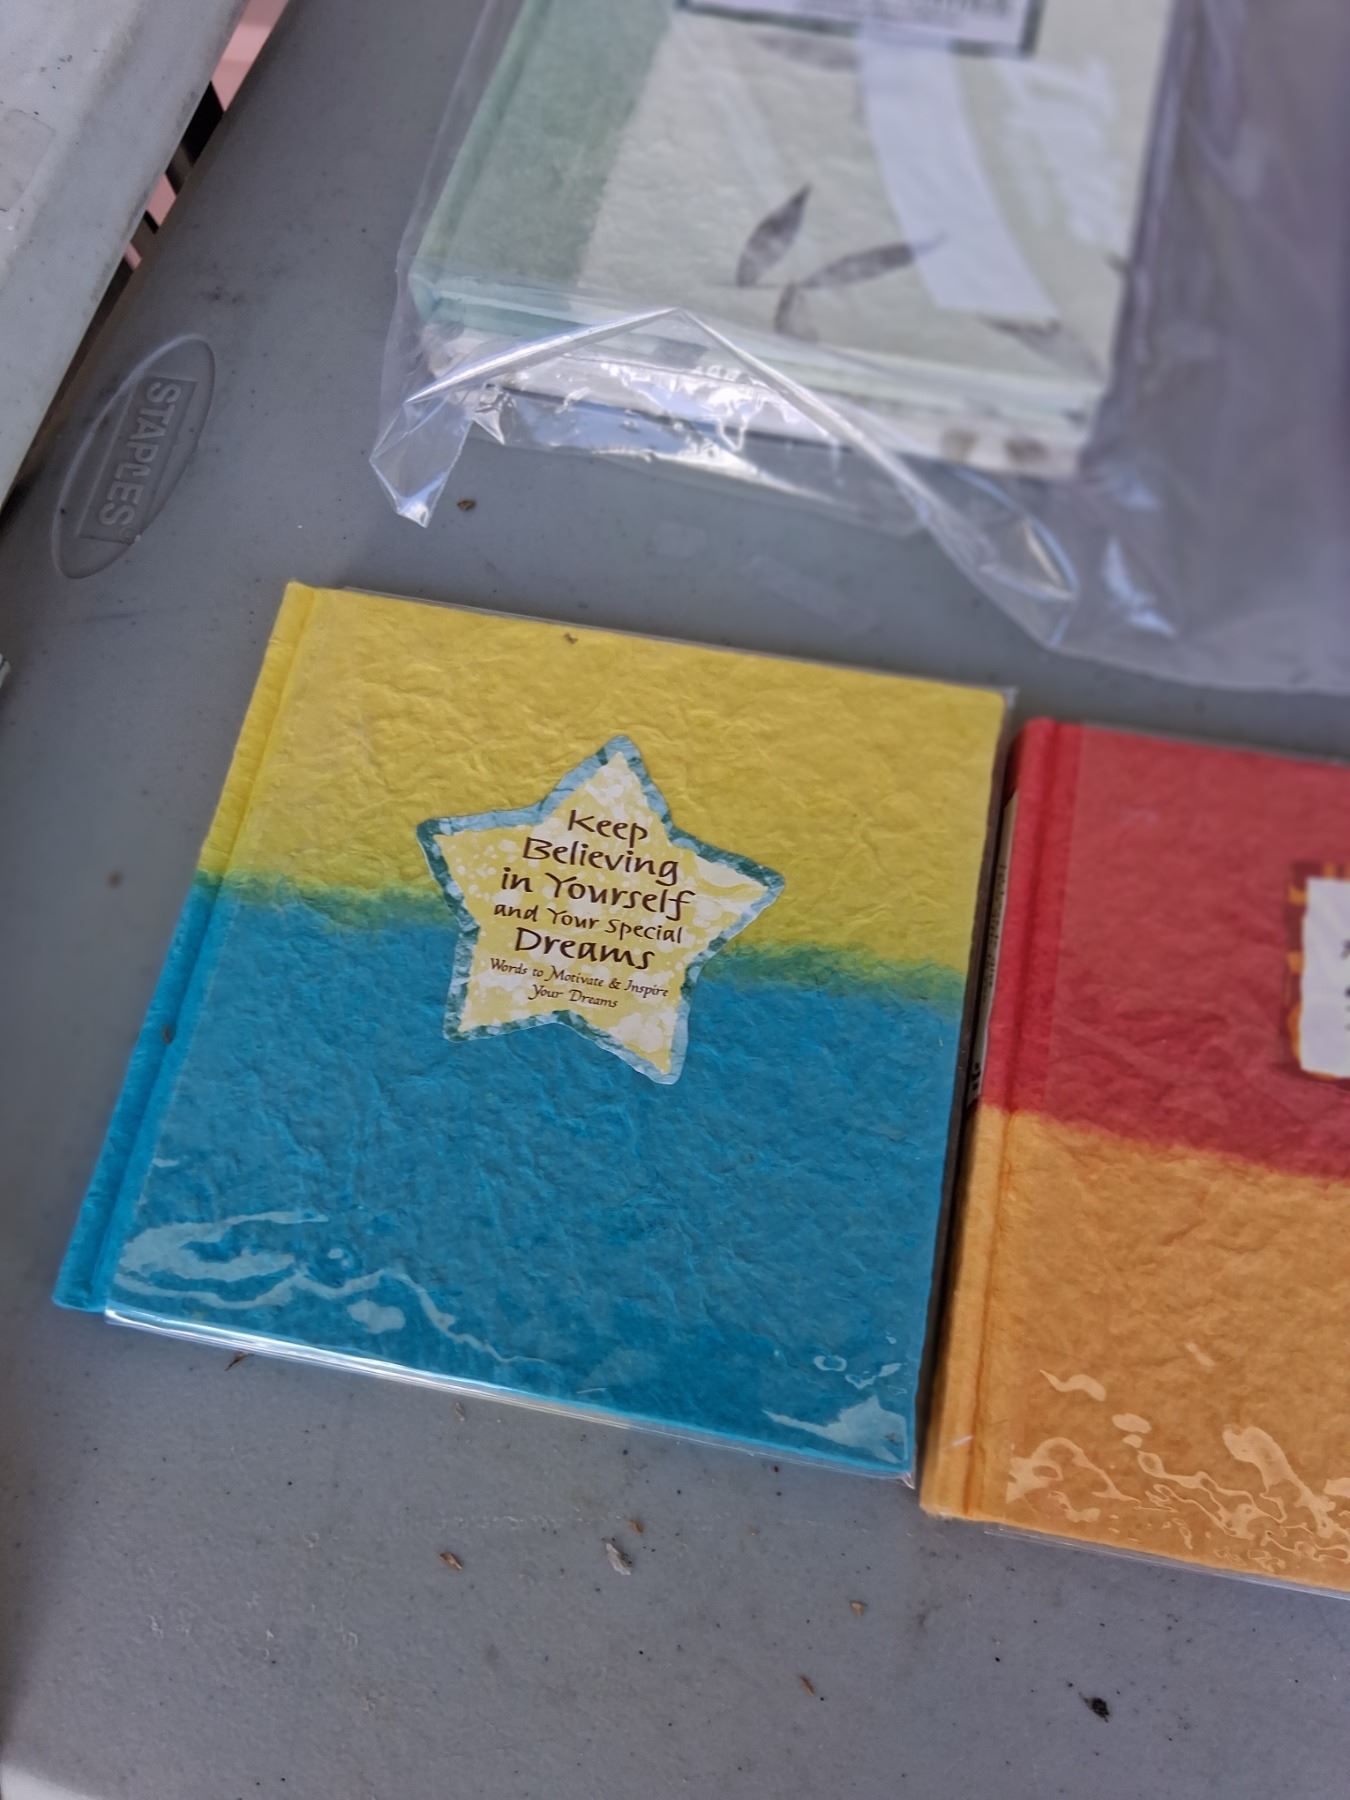 STAPLES
Keep
Believing
in Yourself
and Your Special
Dreams
Words to Motivate & Inspire
Your Dreams